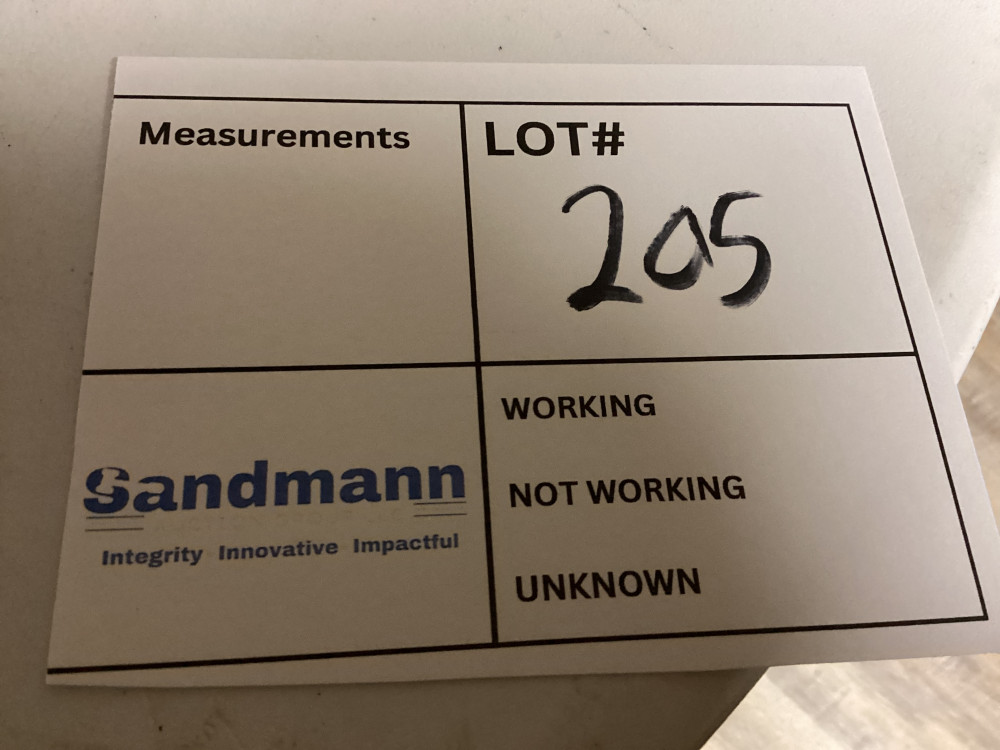 Measurements
LOT#
205
WORKING
NOT WORKING
UNKNOWN
Sandmann
Integrity Innovative Impactful